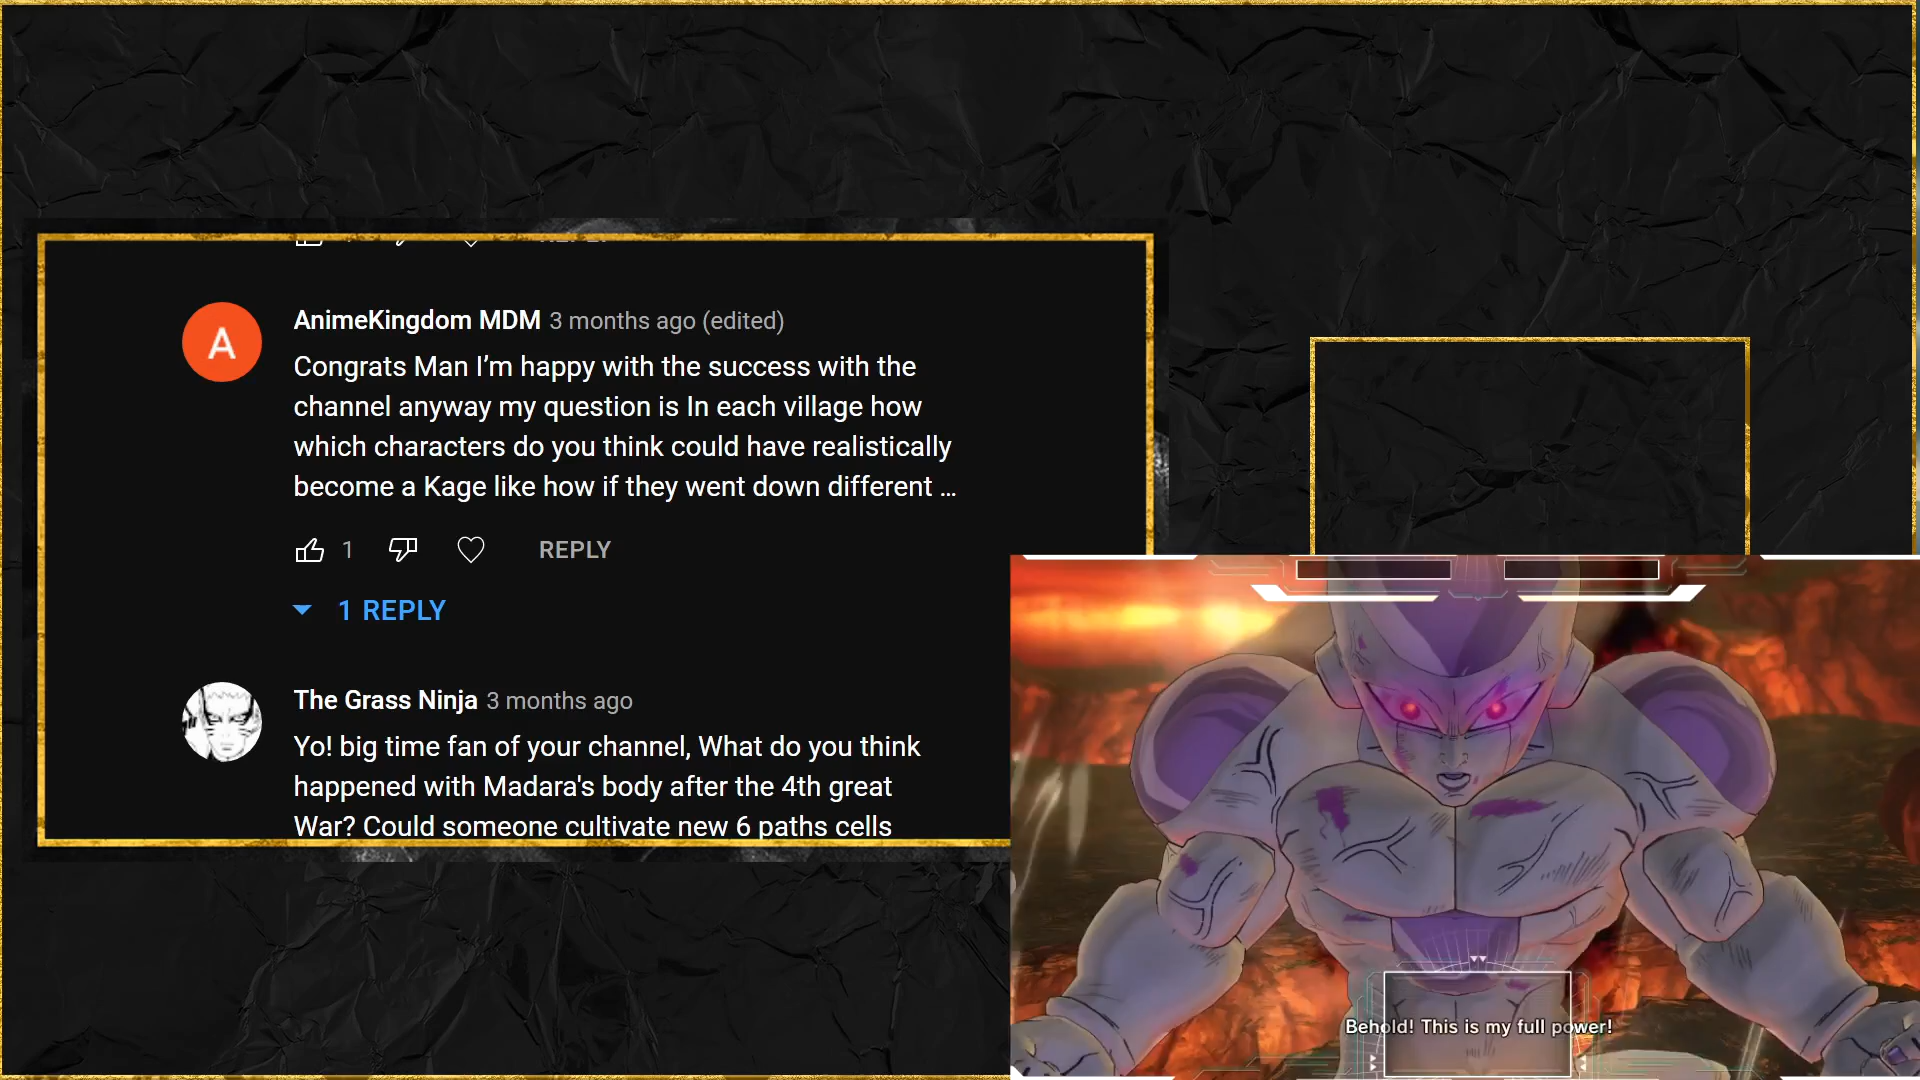 AnimeKingdom MDM 3 months ago (edited)
Congrats Man I’m happy with the success with the
channel anyway my question is In each village how
which characters do you think could have realistically
become a Kage like how if they went down different ...
1 REPLY
1 REPLY
A
The Grass Ninja 3 months ago
Yo! big time fan of your channel, What do you think
happened with Madara's body after the 4th great
War? Could someone cultivate new 6 paths cells
Behold! This is my full power!